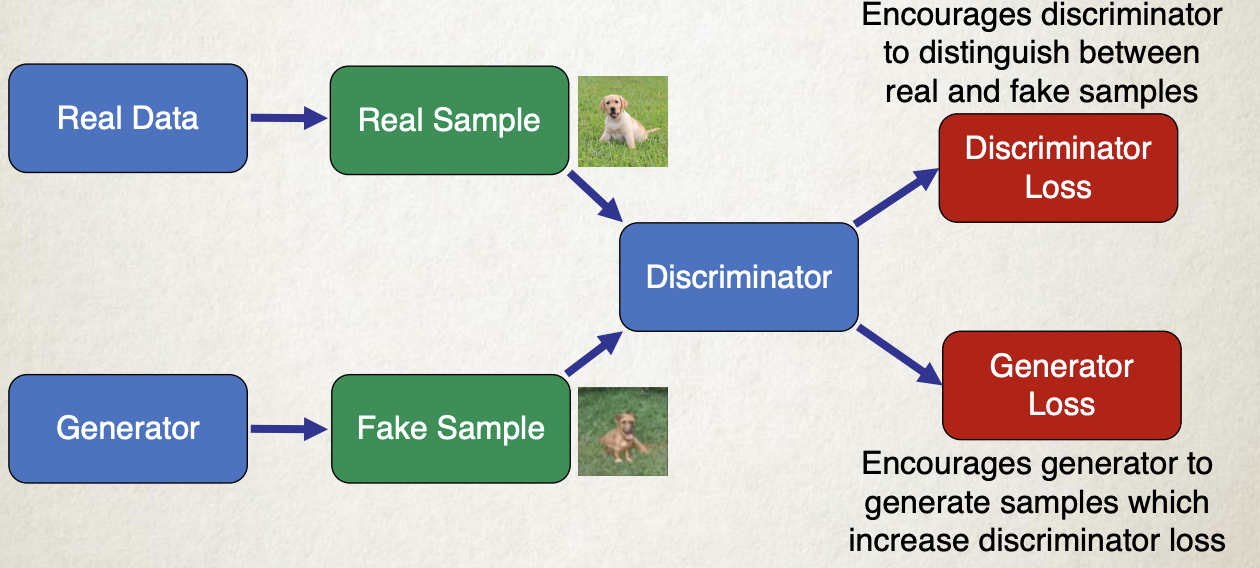 Encourages discriminator
to distinguish between
real and fake samples
Real Data
Real Sample
Discriminator
Loss
Discriminator
Generator
Fake Sample
Generator
Loss
Encourages generator to
generate samples which
increase discriminator loss